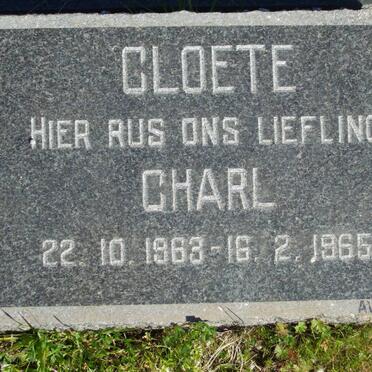 CLOETE
HIER RUS ONS LIEFLING
CHARL
22. 10. 1963 - 16. 2. 1965